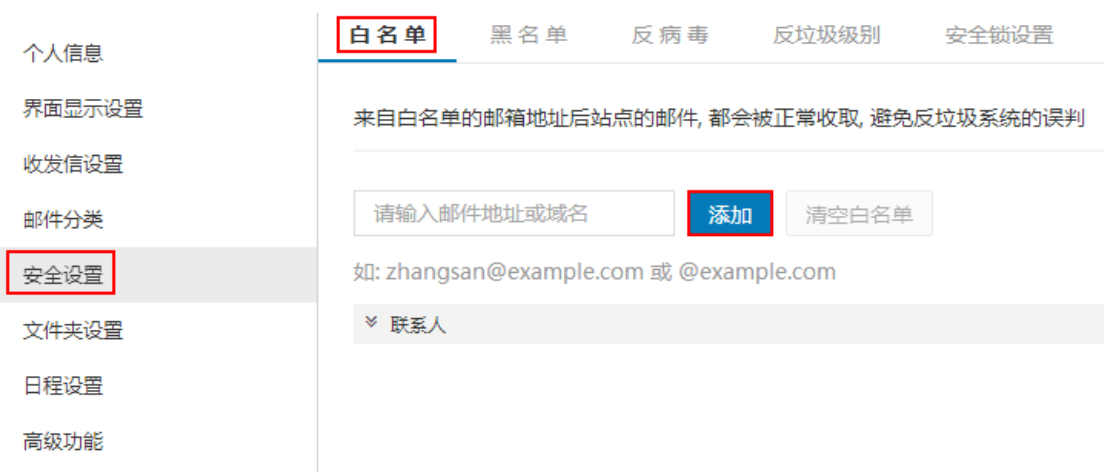 个人信息
界面显示设置
收发信设置
邮件分类
安全设置
文件夹设置
日程设置
高级功能
白名单 黑名单 反病毒 反垃圾级别 安全锁设置
来自白名单的邮箱地址后站点的邮件, 都会被正常收取, 避免反垃圾系统的误判
请输入邮件地址或域名 添加 清空白名单
如: zhangsan@example.com 或 @example.com
联系人